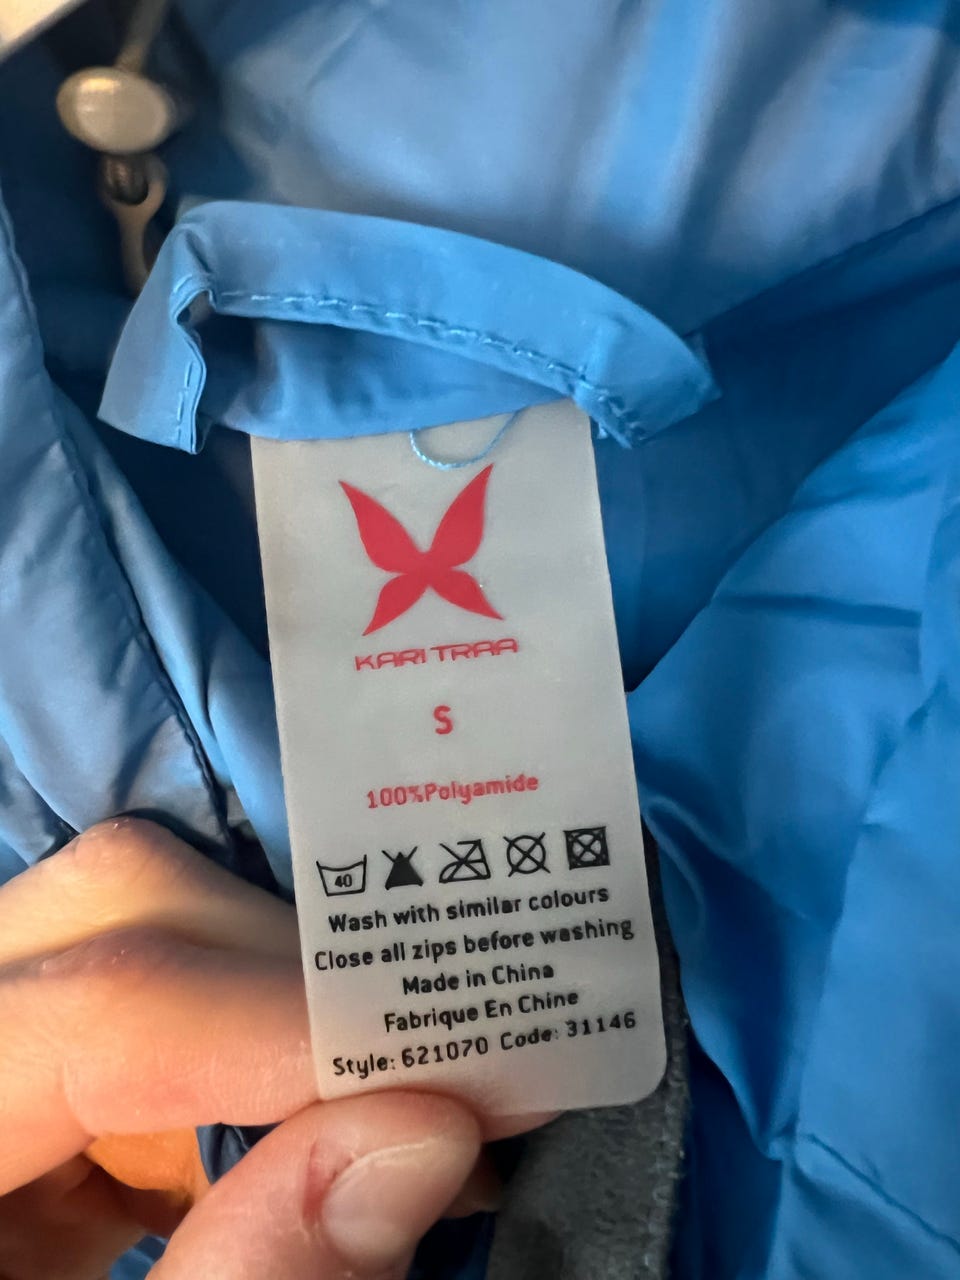 KARI TRAA
S
100%Polyamide
40
Wash with similar colours
Close all zips before washing
Made in China
Fabrique En Chine
Style: 621070 Code: 31146